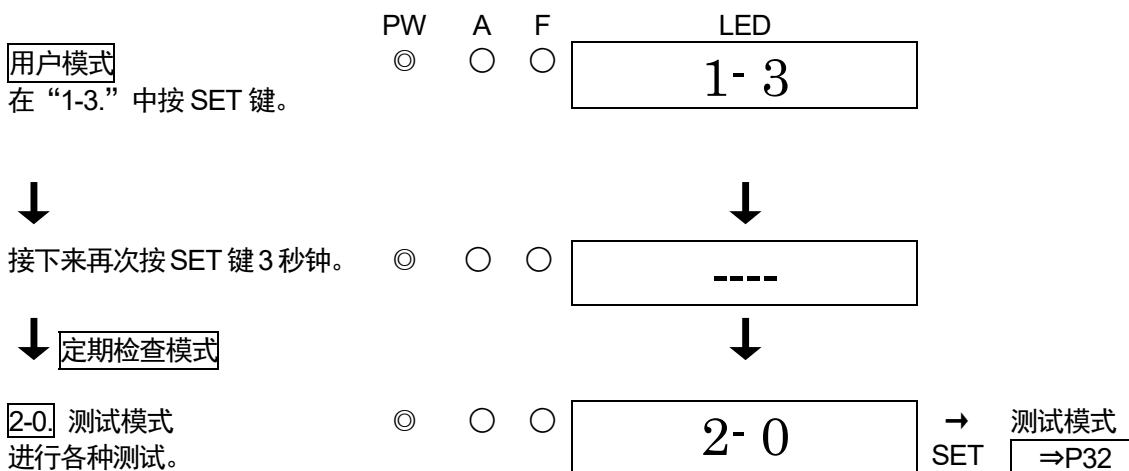 PW A F LED
用户模式 ◎ ○ ○ 1- 3
在“1-3.”中按 SET 键。
↓ ↓
接下来再次按 SET 键 3 秒钟。 ◎ ○ ○ ----
↓ 定期检查模式 ↓
2-0. 测试模式 ◎ ○ ○ 2- 0 → 测试模式
进行各种测试。 SET ⇒P32